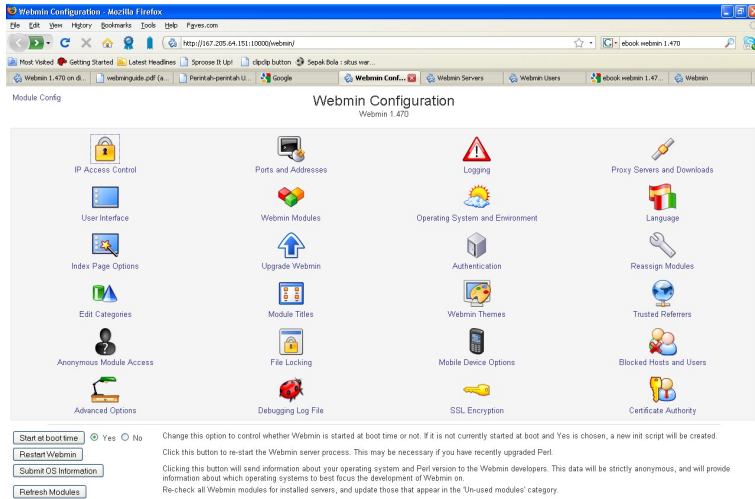 Webmin Configuration - Mozilla Firefox
File Edit View History Bookmarks Tools Help Faves.com
http://167.205.64.151:10000/webmin/
ebook webmin 1.470
Most Visited Getting Started Latest Headlines Sproose It Up! clipclip button Sepak Bola : situs war...
Webmin 1.470 on di... webminguide.pdf (a... Perintah-perintah U... Google Webmin Conf... Webmin Servers Webmin Users ebook webmin 1.47... Webmin
Module Config
Webmin Configuration
Webmin 1.470
IP Access Control Ports and Addresses Logging Proxy Servers and Downloads
User Interface Webmin Modules Operating System and Environment Language
Index Page Options Upgrade Webmin Authentication Reassign Modules
Edit Categories Module Titles Webmin Themes Trusted Referrers
Anonymous Module Access File Locking Mobile Device Options Blocked Hosts and Users
Advanced Options Debugging Log File SSL Encryption Certificate Authority
Start at boot time Yes No Change this option to control whether Webmin is started at boot time or not. If it is not currently started at boot and Yes is chosen, a new init script will be created.
Restart Webmin Click this button to re-start the Webmin server process. This may be necessary if you have recently upgraded Perl.
Submit OS Information Clicking this button will send information about your operating system and Perl version to the Webmin developers. This data will be strictly anonymous, and will provide
information about which operating systems to best focus the development of Webmin on.
Refresh Modules Re-check all Webmin modules for installed servers, and update those that appear in the 'Un-used modules' category.